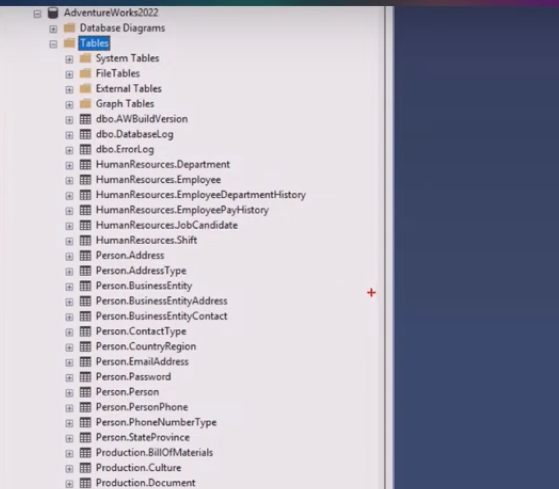 AdventureWorks2022
Database Diagrams
Tables
System Tables
FileTables
External Tables
Graph Tables
dbo.AWBuildVersion
dbo.DatabaseLog
dbo.ErrorLog
HumanResources.Department
HumanResources.Employee
HumanResources.EmployeeDepartmentHistory
HumanResources.EmployeePayHistory
HumanResources.JobCandidate
HumanResources.Shift
Person.Address
Person.AddressType
Person.BusinessEntity
Person.BusinessEntityAddress
Person.BusinessEntityContact
Person.ContactType
Person.CountryRegion
Person.EmailAddress
Person.Password
Person.Person
Person.PersonPhone
Person.PhoneNumberType
Person.StateProvince
Production.BillOfMaterials
Production.Culture
Production.Document